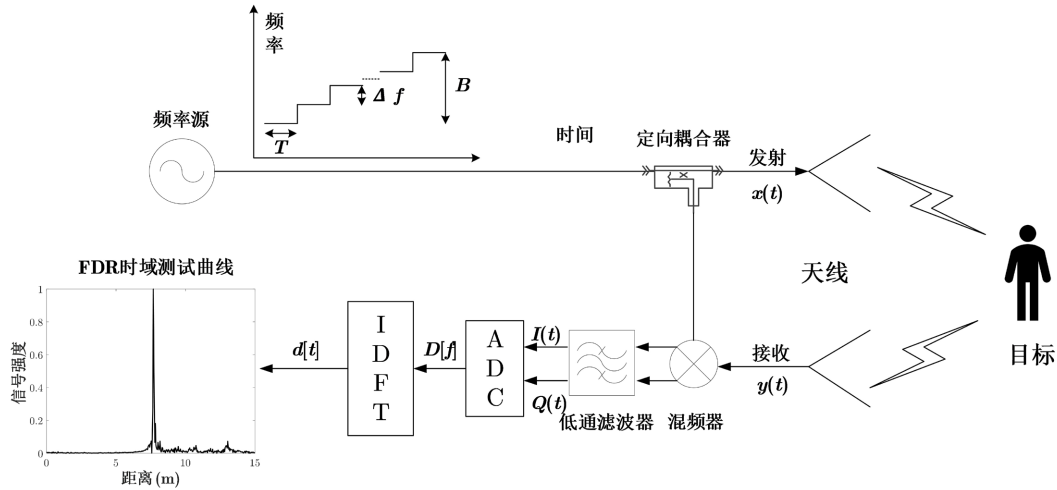 频
率
B
Δ f
T
频率源
时间
定向耦合器
发射
x(t)
天线
目标
接收
y(t)
混频器
低通滤波器
I(t)
Q(t)
A
D
C
D[f]
I
D
F
T
d[t]
FDR时域测试曲线
信号强度
1
0.8
0.6
0.4
0.2
0
0 5 10 15
距离(m)